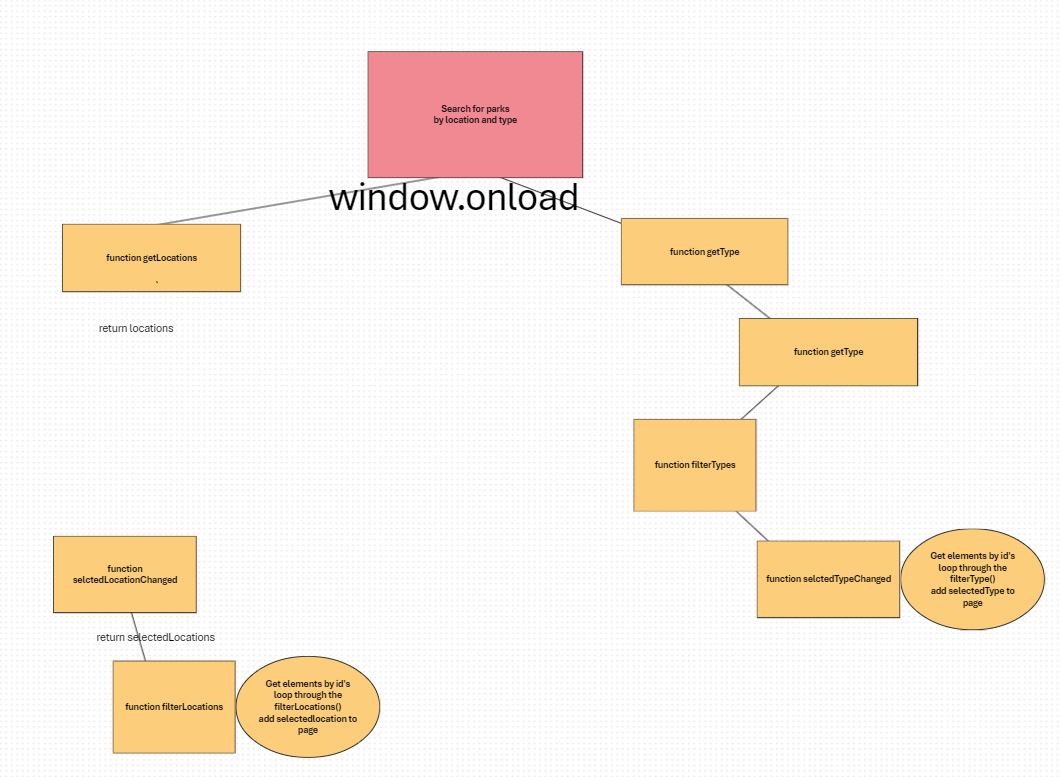 Search for parks
by location and type
window.onload
function getLocations
.
return locations
function getType
function getType
function filterTypes
function selctedTypeChanged
Get elements by id's
loop through the
filterType()
add selectedType to
page
function
selctedLocationChanged
return selectedLocations
function filterLocations
Get elements by id's
loop through the
filterLocations()
add selectedlocation to
page